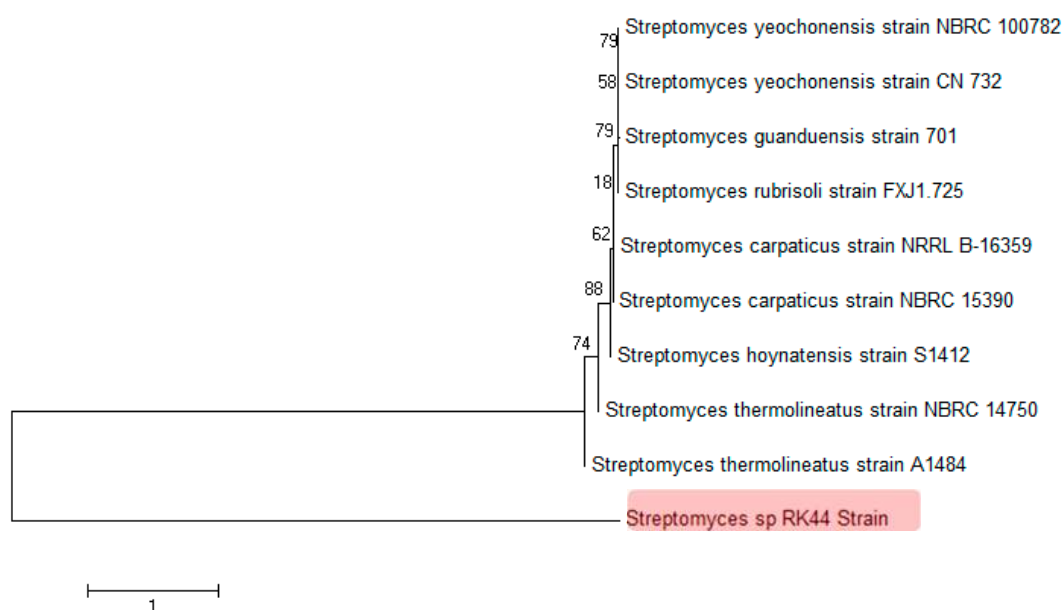 Streptomyces yeochonensis strain NBRC 100782
79
58
Streptomyces yeochonensis strain CN 732
79
Streptomyces guanduensis strain 701
18
Streptomyces rubrisoli strain FXJ1.725
62
Streptomyces carpaticus strain NRRL B-16359
88
Streptomyces carpaticus strain NBRC 15390
74
Streptomyces hoynatensis strain S1412
Streptomyces thermolineatus strain NBRC 14750
Streptomyces thermolineatus strain A1484
Streptomyces sp RK44 Strain
1